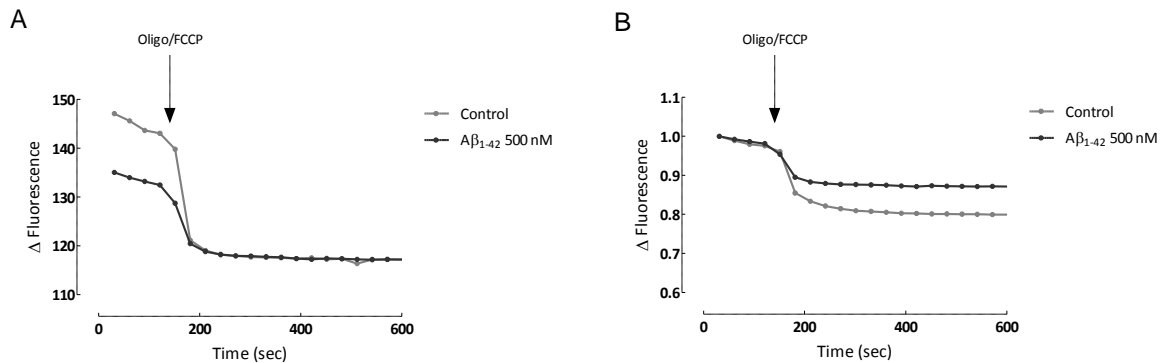 A
Oligo/FCCP
150
140
130
120
110
Δ Fluorescence
0
200
400
600
Time (sec)
Control
Aβ1-42 500 nM
B
Oligo/FCCP
1.1
1.0
0.9
0.8
0.7
0.6
Δ Fluorescence
0
200
400
600
Time (sec)
Control
Aβ1-42 500 nM